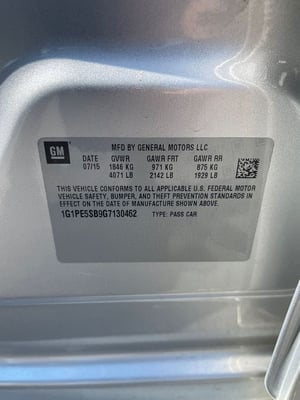 GM
MFD BY GENERAL MOTORS LLC
DATE GVWR GAWR FRT GAWR RR
07/15 1846 KG 971 KG 875 KG
4071 LB 2142 LB 1929 LB
THIS VEHICLE CONFORMS TO ALL APPLICABLE U.S. FEDERAL MOTOR
VEHICLE SAFETY, BUMPER, AND THEFT PREVENTION STANDARDS
IN EFFECT ON THE DATE OF MANUFACTURE SHOWN ABOVE.
1G1PE5SB9G7130462 TYPE: PASS CAR